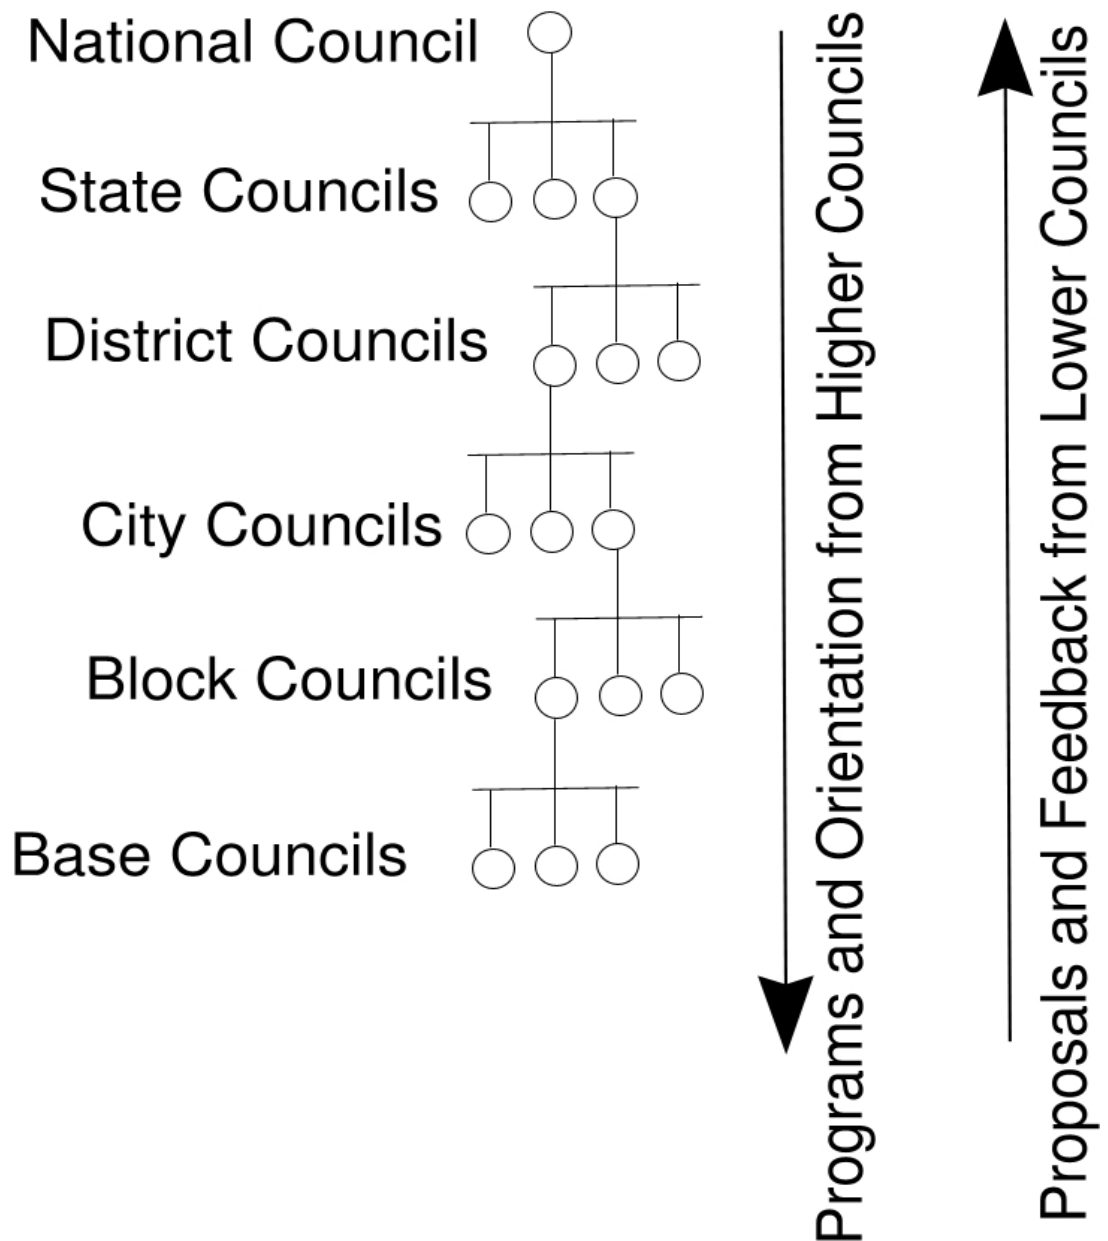 National Council
State Councils
District Councils
City Councils
Block Councils
Base Councils
Programs and Orientation from Higher Councils
Proposals and Feedback from Lower Councils